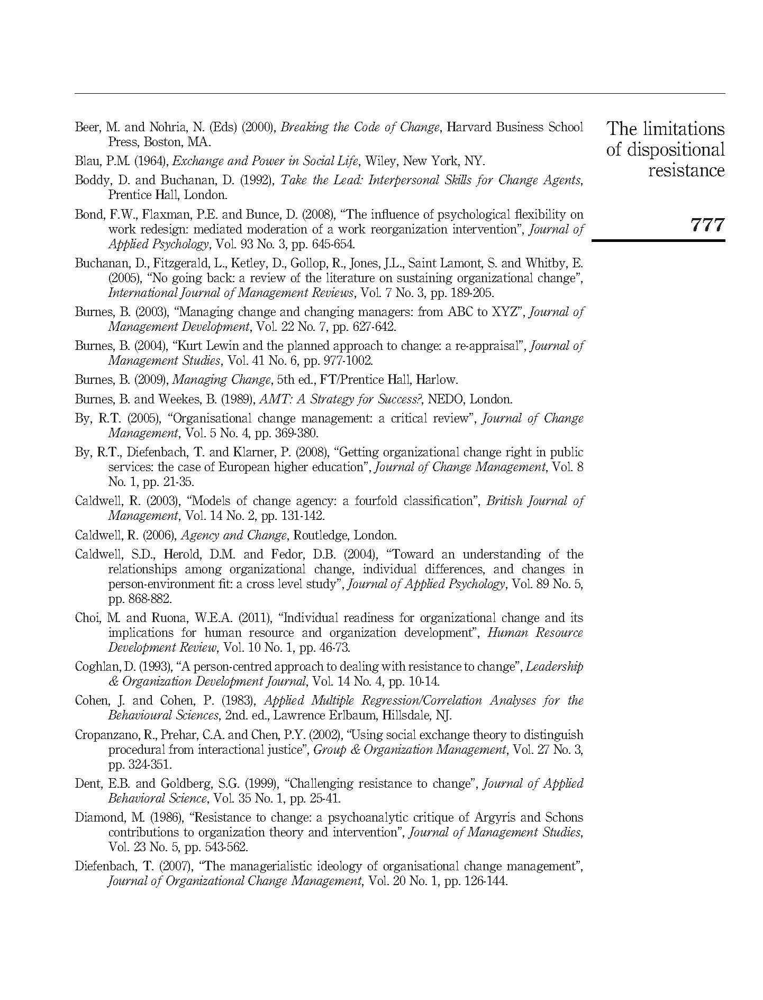 Beer, M. and Nohria, N. (Eds) (2000), Breaking the Code of Change, Harvard Business School
Press, Boston, MA.
Blau, P.M. (1964), Exchange and Power in Social Life, Wiley, New York, NY.
Boddy, D. and Buchanan, D. (1992), Take the Lead: Interpersonal Skills for Change Agents,
Prentice Hall, London.
Bond, F.W., Flaxman, P.E. and Bunce, D. (2008), “The influence of psychological flexibility on
work redesign: mediated moderation of a work reorganization intervention”, Journal of
Applied Psychology, Vol. 93 No. 3, pp. 645-654.
Buchanan, D., Fitzgerald, L., Ketley, D., Gollop, R., Jones, J.L., Saint Lamont, S. and Whitby, E.
(2005), “No going back: a review of the literature on sustaining organizational change”,
International Journal of Management Reviews, Vol. 7 No. 3, pp. 189-205.
Burnes, B. (2003), “Managing change and changing managers: from ABC to XYZ”, Journal of
Management Development, Vol. 22 No. 7, pp. 627-642.
Burnes, B. (2004), “Kurt Lewin and the planned approach to change: a re-appraisal”, Journal of
Management Studies, Vol. 41 No. 6, pp. 977-1002.
Burnes, B. (2009), Managing Change, 5th ed., FT/Prentice Hall, Harlow.
Burnes, B. and Weekes, B. (1989), AMT: A Strategy for Success?, NEDO, London.
By, R.T. (2005), “Organisational change management: a critical review”, Journal of Change
Management, Vol. 5 No. 4, pp. 369-380.
By, R.T., Diefenbach, T. and Klarner, P. (2008), “Getting organizational change right in public
services: the case of European higher education”, Journal of Change Management, Vol. 8
No. 1, pp. 21-35.
Caldwell, R. (2003), “Models of change agency: a fourfold classification”, British Journal of
Management, Vol. 14 No. 2, pp. 131-142.
Caldwell, R. (2006), Agency and Change, Routledge, London.
Caldwell, S.D., Herold, D.M. and Fedor, D.B. (2004), “Toward an understanding of the
relationships among organizational change, individual differences, and changes in
person-environment fit: a cross level study”, Journal of Applied Psychology, Vol. 89 No. 5,
pp. 868-882.
Choi, M. and Ruona, W.E.A. (2011), “Individual readiness for organizational change and its
implications for human resource and organization development”, Human Resource
Development Review, Vol. 10 No. 1, pp. 46-73.
Coghlan, D. (1993), “A person-centred approach to dealing with resistance to change”, Leadership
& Organization Development Journal, Vol. 14 No. 4, pp. 10-14.
Cohen, J. and Cohen, P. (1983), Applied Multiple Regression/Correlation Analyses for the
Behavioural Sciences, 2nd. ed., Lawrence Erlbaum, Hillsdale, NJ.
Cropanzano, R., Prehar, C.A. and Chen, P.Y. (2002), “Using social exchange theory to distinguish
procedural from interactional justice”, Group & Organization Management, Vol. 27 No. 3,
pp. 324-351.
Dent, E.B. and Goldberg, S.G. (1999), “Challenging resistance to change”, Journal of Applied
Behavioral Science, Vol. 35 No. 1, pp. 25-41.
Diamond, M. (1986), “Resistance to change: a psychoanalytic critique of Argyris and Schons
contributions to organization theory and intervention”, Journal of Management Studies,
Vol. 23 No. 5, pp. 543-562.
Diefenbach, T. (2007), “The managerialistic ideology of organisational change management”,
Journal of Organizational Change Management, Vol. 20 No. 1, pp. 126-144.
The limitations
of dispositional
resistance
777